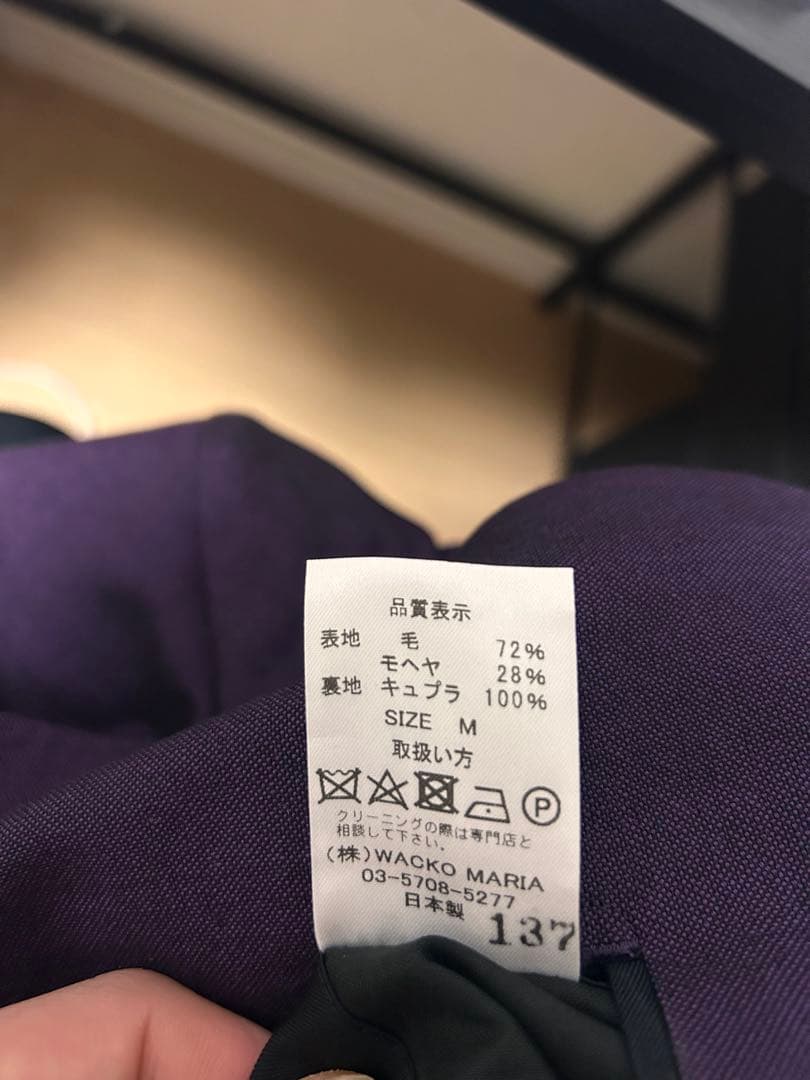 品質表示
表地 毛 72%
モヘヤ 28%
裏地 キュプラ 100%
SIZE M
取扱い方
P
クリーニングの際は専門店と
相談して下さい.
(株)WACKO MARIA
03-5708-5277
日本製 137